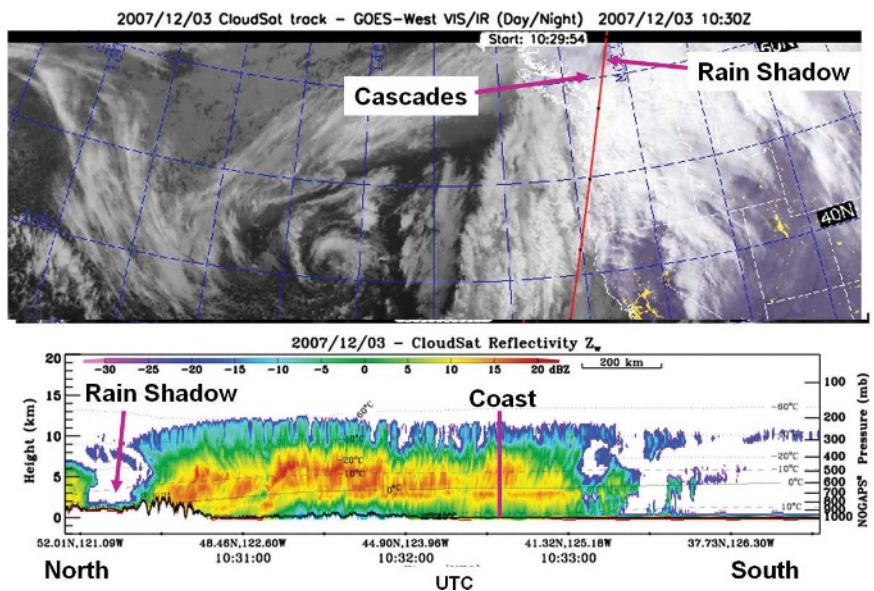 2007/12/03 CloudSat track - GOES-West VIS/IR (Day/Night) 2007/12/03 10:30Z
Start: 10:29:54
Cascades
Rain Shadow
40N
2007/12/03 - CloudSat Reflectivity Zw
-30 -25 -20 -15 -10 -5 0 5 10 15 20 dBZ
200 km
Rain Shadow
Coast
Height (km)
20
15
10
5
0
NOGAPS Pressure (mb)
100
200
300
400
500
600
700
800
900
1000
-60°C
-60°C
-40°C
-20°C
-20°C
-10°C
-10°C
0°C
0°C
10°C
52.01N,121.09W 48.46N,122.60W 44.90N,123.96W 41.32N,125.18W 37.73N,126.30W
10:31:00 10:32:00 10:33:00
North
UTC
South